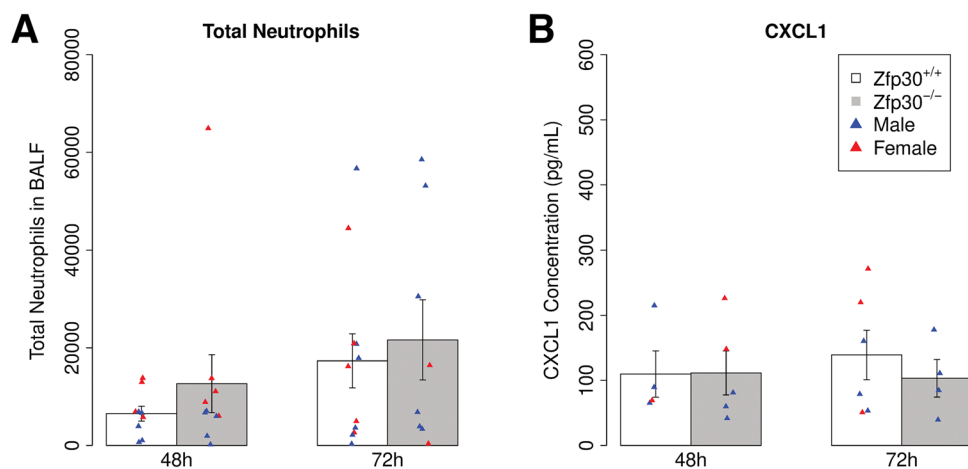 A
Total Neutrophils
Total Neutrophils in BALF
80000
60000
40000
20000
0
48h
72h
B
CXCL1
CXCL1 Concentration (pg/mL)
600
500
400
300
200
100
0
48h
72h
Zfp30+/+
Zfp30−/−
Male
Female